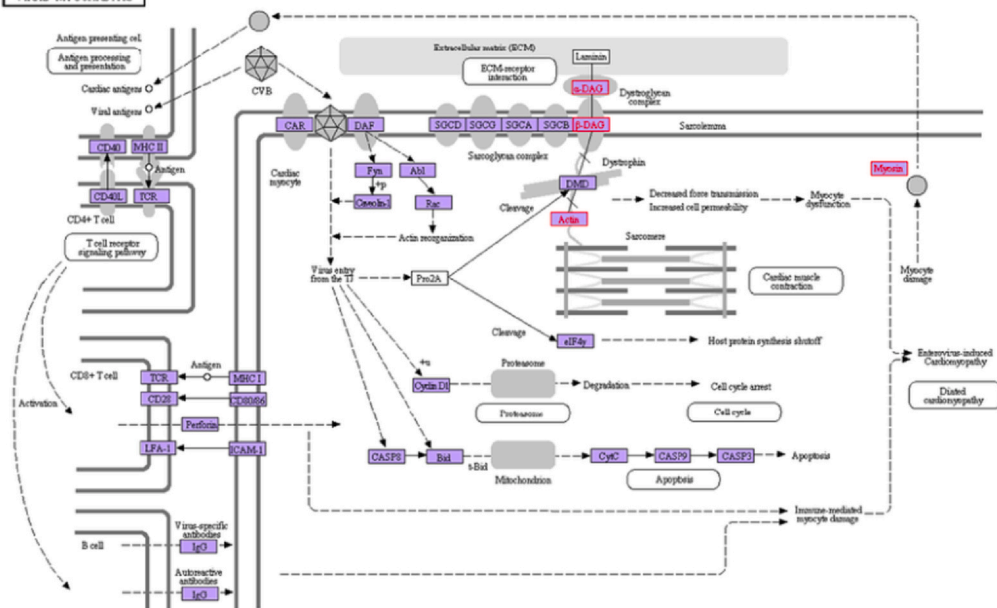 Antigen presenting cell
Antigen processing
and presentation
Cardiac antigens
Viral antigens
CVB
Extracellular matrix (ECM)
ECM-receptor
interaction
Laminin
α-DAG
Dystroglycan
complex
CAR
DAF
SGCD
SGCG
SGCA
SGCB
β-DAG
Sarcolemma
Sarcoglycan complex
CD40
MHC II
Antigen
CD40L
TCR
CD4+ T cell
T cell receptor
signaling pathway
Cardiac
myocyte
Fyn
+p
Caveolin-1
Abl
Rac
Actin reorganization
Dystrophin
DMD
Cleavage
Actin
Decreased force transmission
Increased cell permeability
Myocyte
dysfunction
Myosin
Myocyte
damage
Sarcomere
Cardiac muscle
contraction
Virus entry
from the TJ
Pro2A
Cleavage
eIF4γ
Host protein synthesis shutoff
CD8+ T cell
TCR
Antigen
MHC I
CD28
CD80/86
Activation
Perforin
LFA-1
ICAM-1
+u
Cyclin D1
Proteasome
Proteasome
Degradation
Cell cycle arrest
Cell cycle
Enterovirus-induced
Cardiomyopathy
Dilated
cardiomyopathy
CASP8
Bid
t-Bid
Mitochondrion
CytC
CASP9
CASP3
Apoptosis
Apoptosis
Immune-mediated
myocyte damage
B cell
Virus-specific
antibodies
IgG
Autoreactive
antibodies
IgG